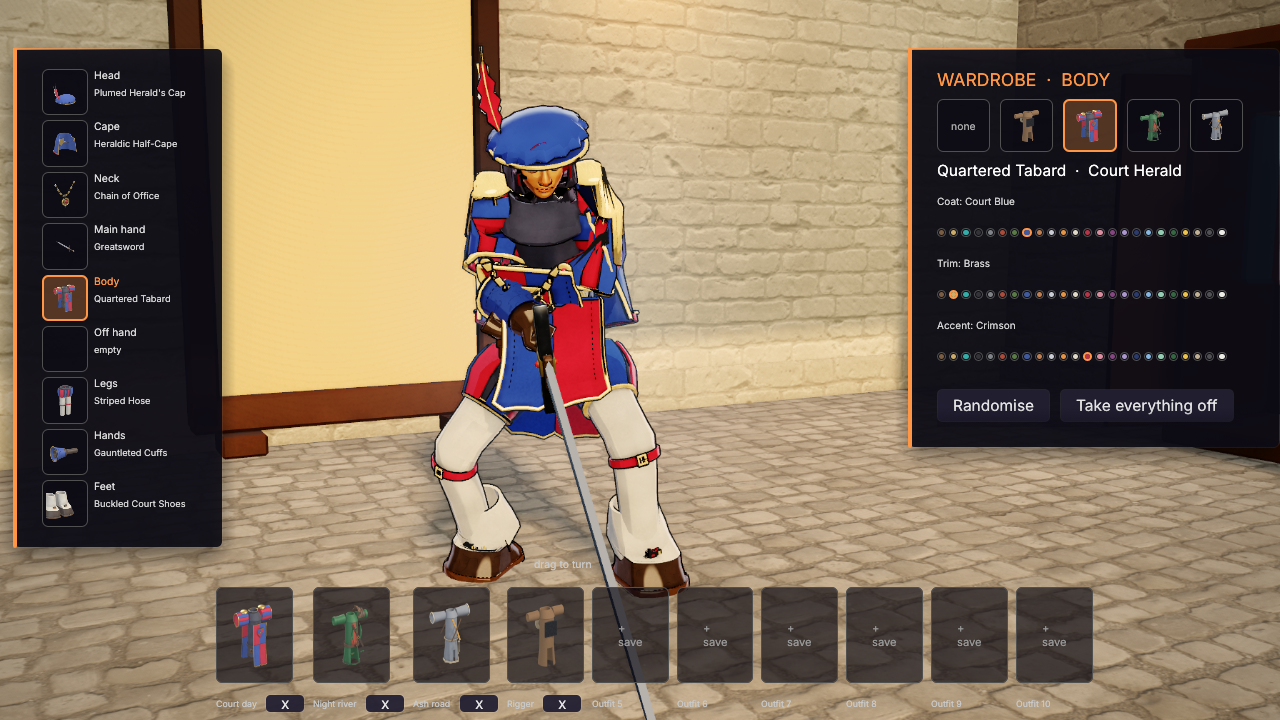 Head
Plumed Herald's Cap
Cape
Heraldic Half-Cape
Neck
Chain of Office
Main hand
Greatsword
Body
Quartered Tabard
Off hand
empty
Legs
Striped Hose
Hands
Gauntleted Cuffs
Feet
Buckled Court Shoes
WARDROBE · BODY
none
Quartered Tabard · Court Herald
Coat: Court Blue
Trim: Brass
Accent: Crimson
Randomise Take everything off
drag to turn
+ + + + + +
save save save save save save
Court day X Night river X Ash road X Rigger X Outfit 5 Outfit 6 Outfit 7 Outfit 8 Outfit 9 Outfit 10